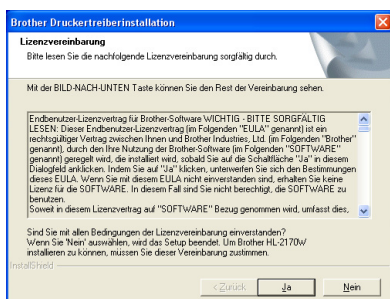 Brother Druckertreiberinstallation
Lizenzvereinbarung
Bitte lesen Sie die nachfolgende Lizenzvereinbarung sorgfältig durch.
Mit der BILD-NACH-UNTEN Taste können Sie den Rest der Vereinbarung sehen.
Endbenutzer-Lizenzvertrag für Brother-Software WICHTIG - BITTE SORGFÄLTIG
LESEN: Dieser Endbenutzer-Lizenzvertrag (im Folgenden "EULA" genannt) ist ein
rechtsgültiger Vertrag zwischen Ihnen und Brother Industries, Ltd. (im Folgenden "Brother"
genannt), durch den Ihre Nutzung der Brother-Software (im Folgenden "SOFTWARE"
genannt) geregelt wird, die installiert wird, sobald Sie auf die Schaltfläche "Ja" in diesem
Dialogfeld anklicken. Indem Sie auf "Ja" klicken, unterwerfen Sie sich den Bestimmungen
dieses EULA. Wenn Sie mit diesem EULA nicht einverstanden sind, erhalten Sie keine
Lizenz für die SOFTWARE. In diesem Fall sind Sie nicht berechtigt, die SOFTWARE zu
benutzen.
Soweit in diesem Lizenzvertrag auf "SOFTWARE" Bezug genommen wird, umfasst dies,
Sind Sie mit allen Bedingungen der Lizenzvereinbarung einverstanden?
Wenn Sie 'Nein' auswählen, wird das Setup beendet. Um Brother HL-2170W
installieren zu können, müssen Sie dieser Vereinbarung zustimmen.
InstallShield
< Zurück
Ja
Nein